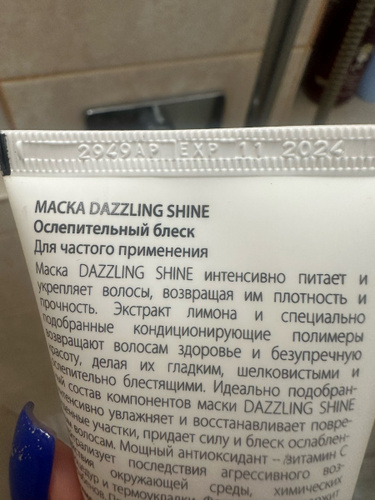 2949AP EXP 11 2024
МАСКА DAZZLING SHINE
Ослепительный блеск
Для частого применения
Маска DAZZLING SHINE интенсивно питает и
укрепляет волосы, возвращая им плотность и
прочность. Экстракт лимона и специально
подобранные кондиционирующие полимеры
возвращают волосам здоровье и безупречную
красоту, делая их гладким, шелковистыми и
ослепительно блестящими. Идеально подобран-
ный состав компонентов маски DAZZLING SHINE
интенсивно увлажняет и восстанавливает повре-
участки, придает силу и блеск ослаблен-
волосам. Мощный антиоксидант – витамин С
последствия агрессивного воз-
окружающей среды, химических
и термоукладки.